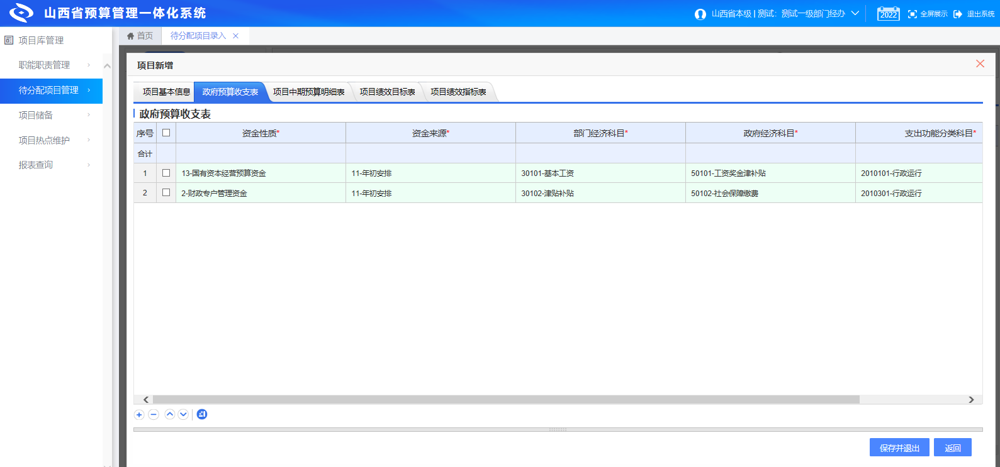 山西省预算管理一体化系统
山西省本级 | 测试: 测试一级部门经办
2022
全屏展示
退出系统
项目库管理
首页
待分配项目录入
职能职责管理
待分配项目管理
项目储备
项目热点维护
报表查询
项目新增
项目基本信息
政府预算收支表
项目中期预算明细表
项目绩效目标表
项目绩效指标表
政府预算收支表
序号 资金性质* 资金来源* 部门经济科目* 政府经济科目* 支出功能分类科目*
合计
1 13-国有资本经营预算资金 11-年初安排 30101-基本工资 50101-工资奖金津补贴 2010101-行政运行
2 2-财政专户管理资金 11-年初安排 30102-津贴补贴 50102-社会保障缴费 2010301-行政运行
保存并退出
返回